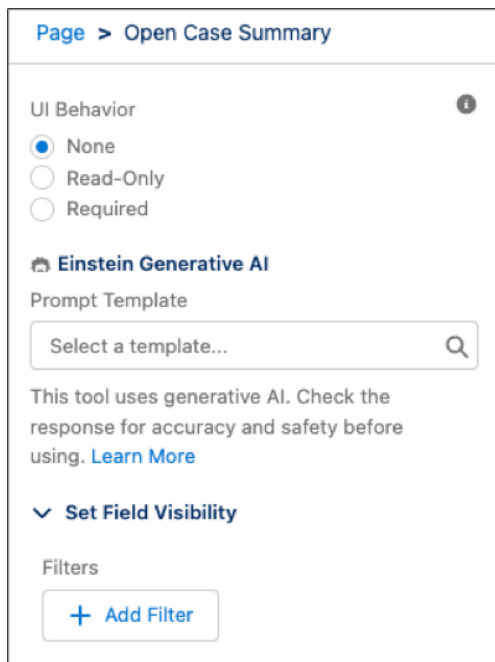 Page > Open Case Summary
UI Behavior
None
Read-Only
Required
Einstein Generative AI
Prompt Template
Select a template...
This tool uses generative AI. Check the
response for accuracy and safety before
using. Learn More
Set Field Visibility
Filters
+ Add Filter